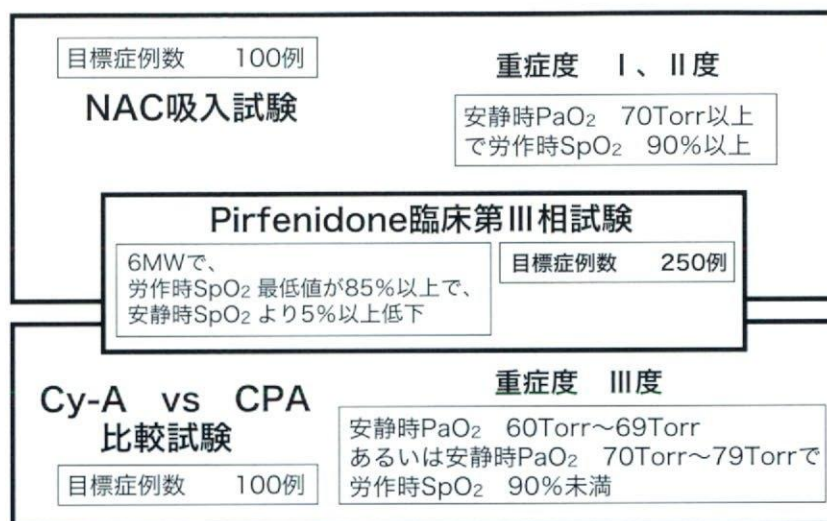 目標症例数　100例
NAC吸入試験
重症度　Ⅰ、Ⅱ度
安静時PaO₂　70Torr以上
で労作時SpO₂　90%以上
Pirfenidone臨床第Ⅲ相試験
6MWで、
労作時SpO₂ 最低値が85%以上で、
安静時SpO₂ より5%以上低下
目標症例数　250例
Cy-A　vs　CPA
比較試験
目標症例数　100例
重症度　Ⅲ度
安静時PaO₂　60Torr～69Torr
あるいは安静時PaO₂　70Torr～79Torrで
労作時SpO₂　90%未満